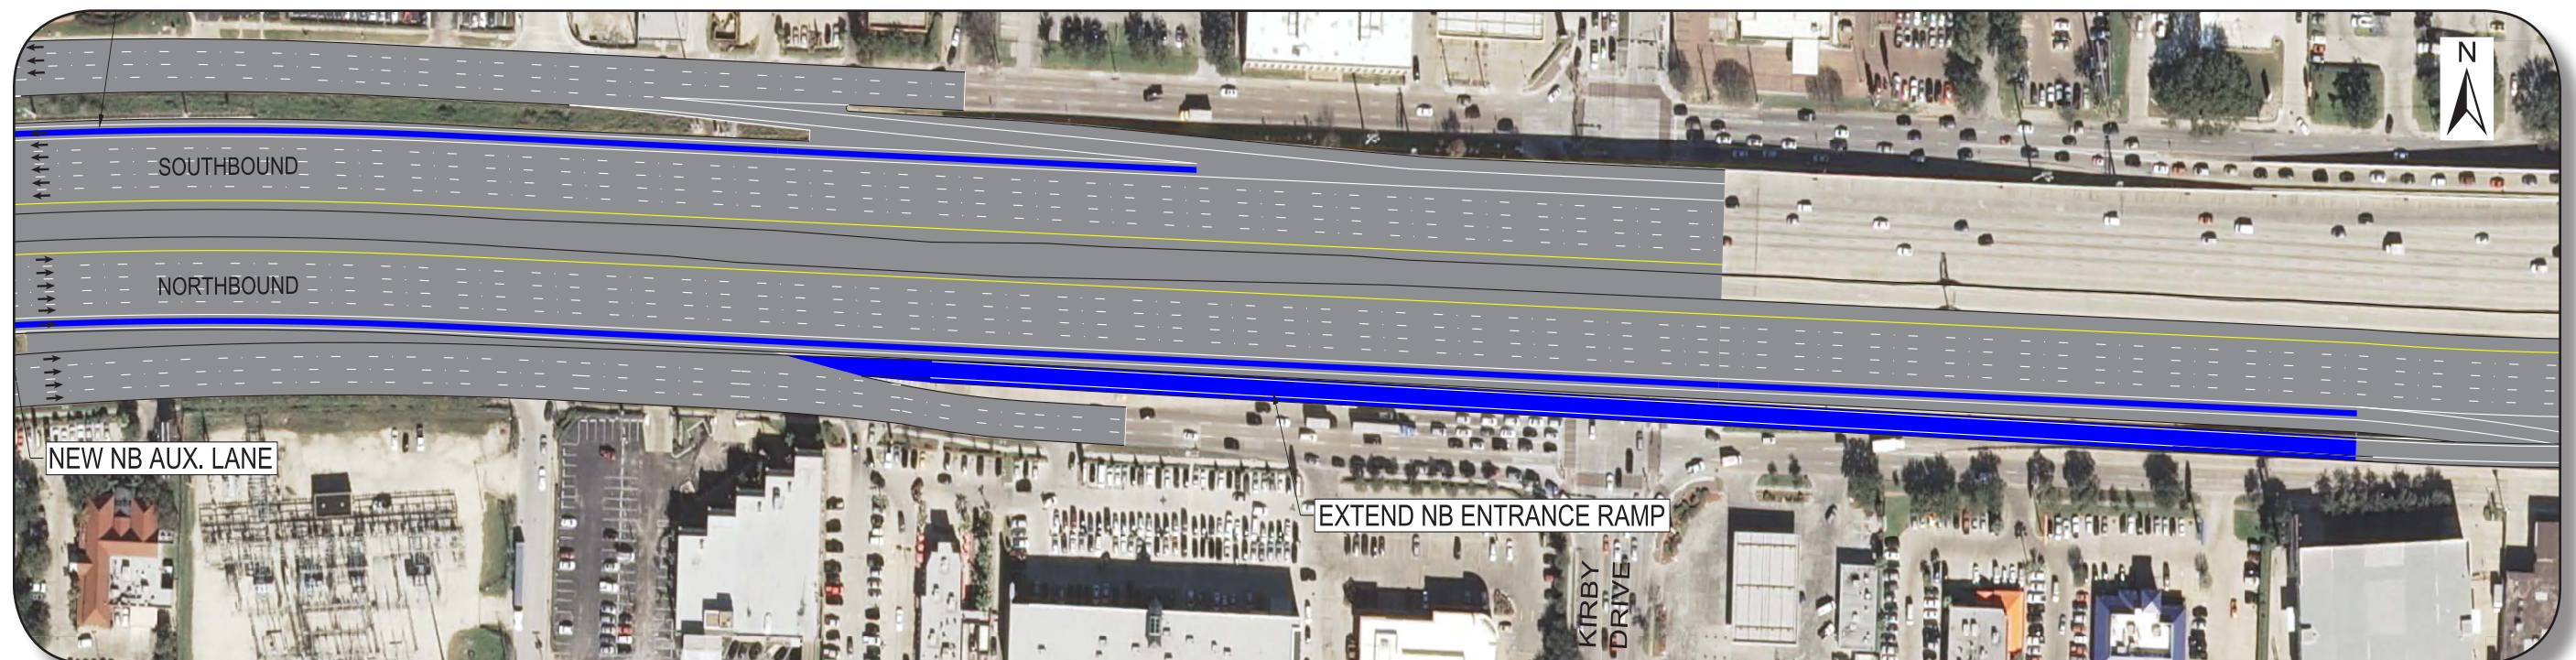 N
SOUTHBOUND
NORTHBOUND
NEW NB AUX. LANE
EXTEND NB ENTRANCE RAMP
KIRBY
DRIVE